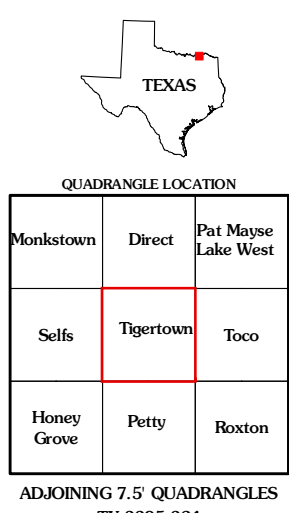 TEXAS
QUADRANGLE LOCATION
Monkstown
Direct
Pat Mayse
Lake West
Selfs
Tigertown
Toco
Honey
Grove
Petty
Roxton
ADJOINING 7.5' QUADRANGLES